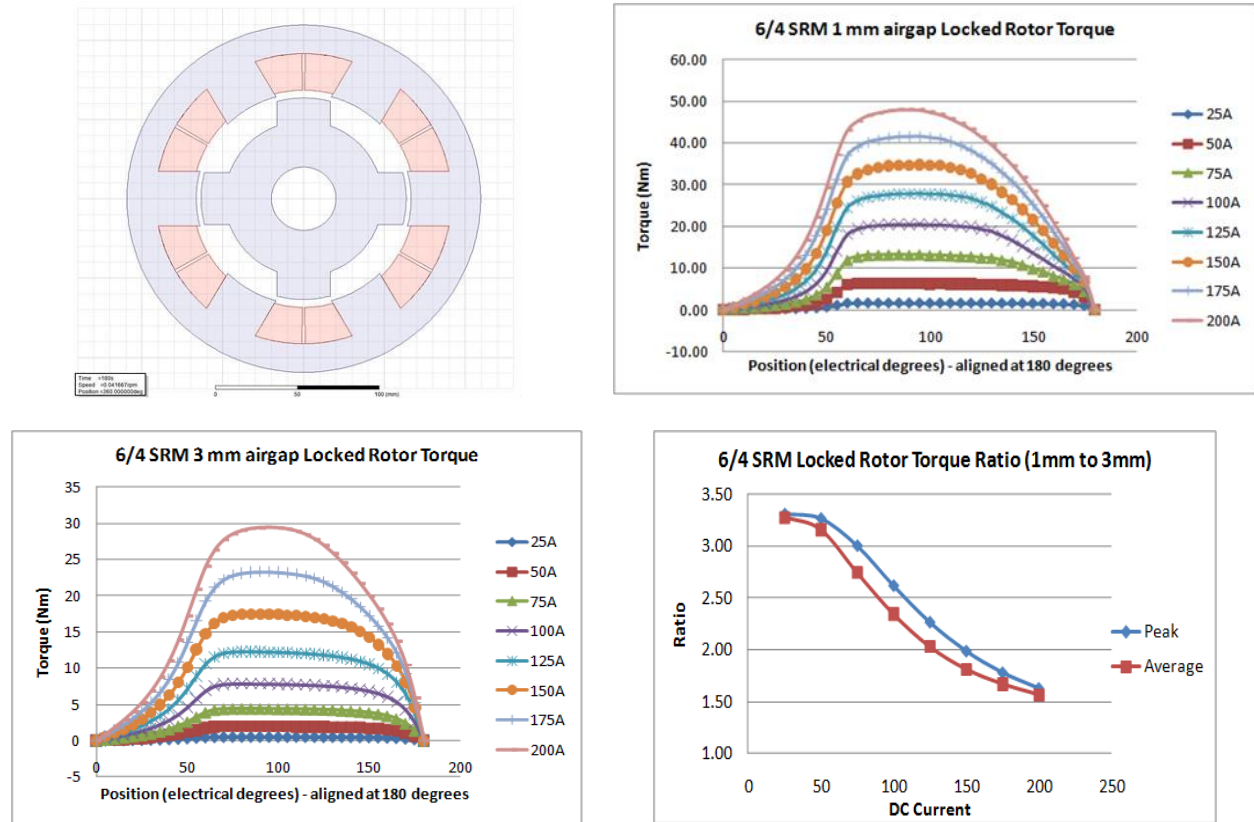 Time =160s
Speed =0.041667rpm
Position =360.000000deg
0 50 100 (mm)
6/4 SRM 1 mm airgap Locked Rotor Torque
60.00
50.00
40.00
30.00
20.00
10.00
0.00
-10.00
Torque (Nm)
0 50 100 150 200
Position (electrical degrees) - aligned at 180 degrees
25A
50A
75A
100A
125A
150A
175A
200A
6/4 SRM 3 mm airgap Locked Rotor Torque
35
30
25
20
15
10
5
0
-5
Torque (Nm)
0 50 100 150 200
Position (electrical degrees) - aligned at 180 degrees
25A
50A
75A
100A
125A
150A
175A
200A
6/4 SRM Locked Rotor Torque Ratio (1mm to 3mm)
3.50
3.00
2.50
2.00
1.50
1.00
Ratio
0 50 100 150 200 250
DC Current
Peak
Average